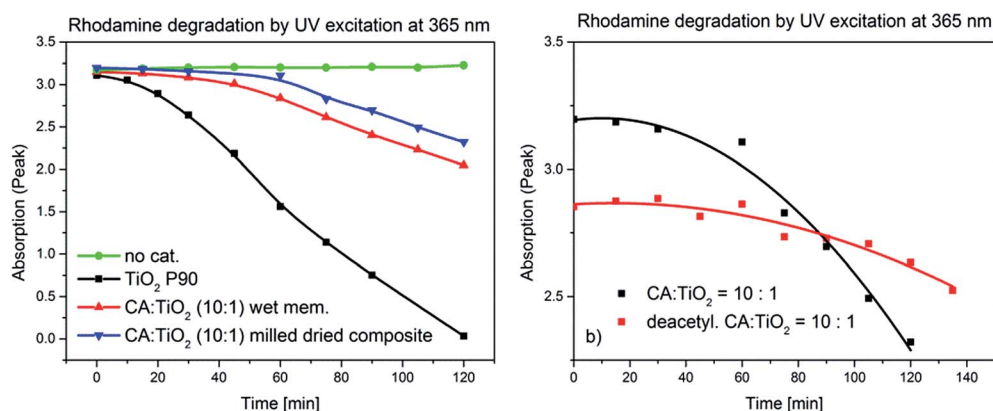 Rhodamine degradation by UV excitation at 365 nm
3.5
3.0
2.5
2.0
1.5
1.0
0.5
0.0
Absorption (Peak)
no cat.
TiO₂ P90
CA:TiO₂ (10:1) wet mem.
CA:TiO₂ (10:1) milled dried composite
0 20 40 60 80 100 120
Time [min]
Rhodamine degradation by UV excitation at 365 nm
3.5
3.0
2.5
Absorption (Peak)
CA:TiO₂ = 10 : 1
deacetyl. CA:TiO₂ = 10 : 1
b)
0 20 40 60 80 100 120 140
Time [min]